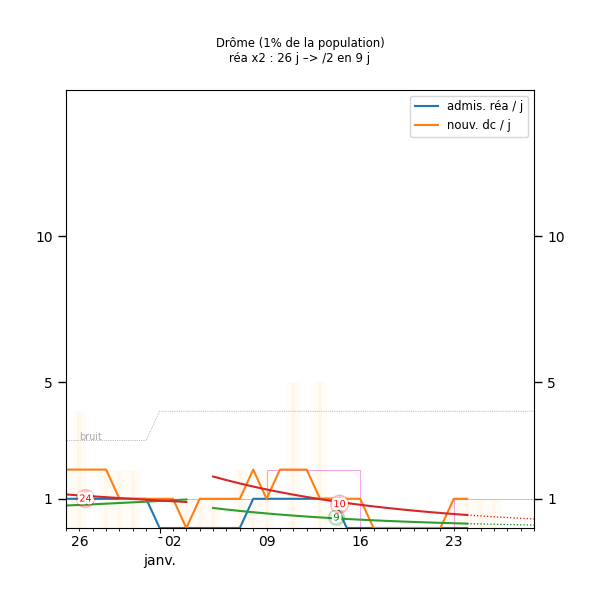 Drôme (1% de la population)
réa x2 : 26 j –> /2 en 9 j
admis. réa / j
nouv. dc / j
10
10
5
5
bruit
24
10
9
1
1
26
02
09
16
23
janv.